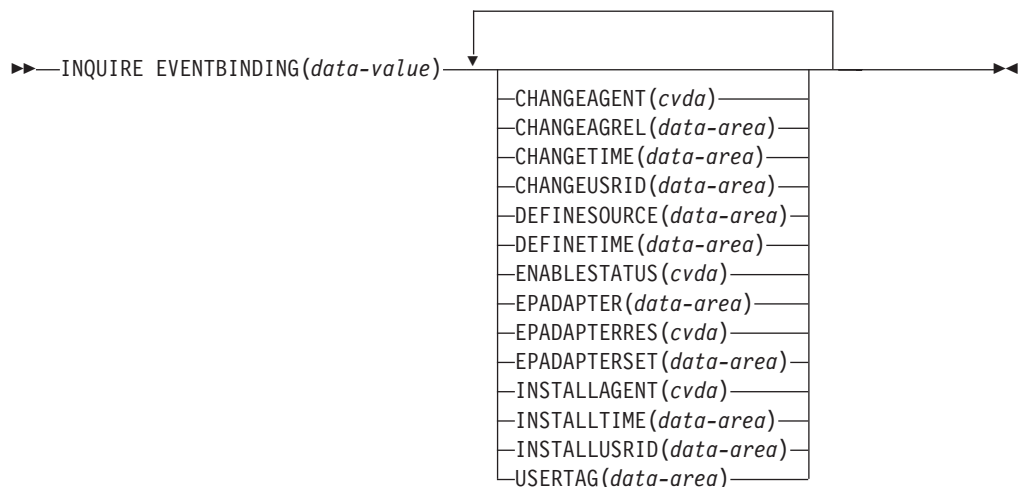 INQUIRE EVENTBINDING(data-value)
CHANGEAGENT(cvda)
CHANGEAGREL(data-area)
CHANGETIME(data-area)
CHANGEUSRID(data-area)
DEFINESOURCE(data-area)
DEFINETIME(data-area)
ENABLESTATUS(cvda)
EPADAPTER(data-area)
EPADAPTERRES(cvda)
EPADAPTERSET(data-area)
INSTALLAGENT(cvda)
INSTALLTIME(data-area)
INSTALLUSRID(data-area)
USERTAG(data-area)